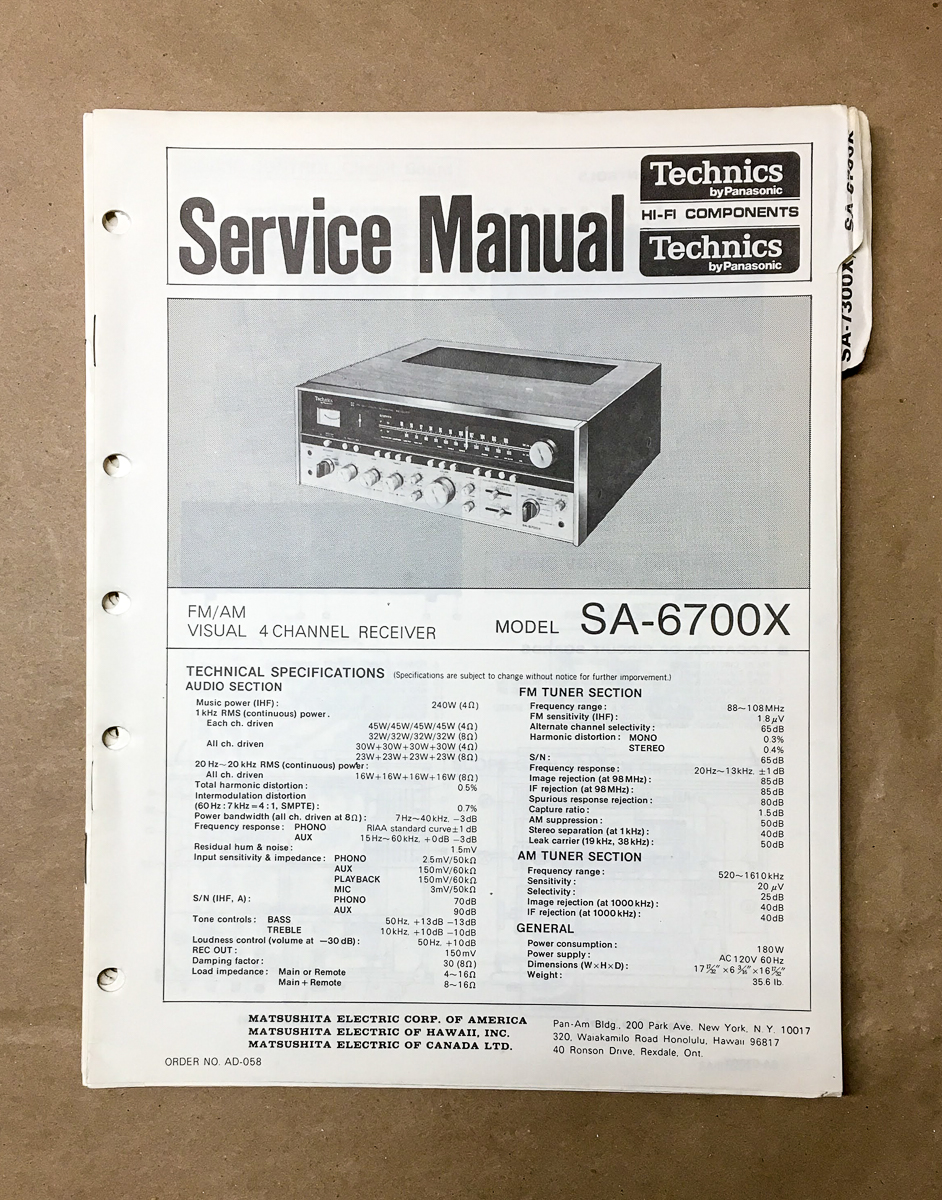 Technics
by Panasonic
HI-FI COMPONENTS
Technics
by Panasonic
Service Manual
SA-7300X
Technics
FM/AM
VISUAL 4 CHANNEL RECEIVER
MODEL SA-6700X
TECHNICAL SPECIFICATIONS (Specifications are subject to change without notice for further imporvement.)
AUDIO SECTION
Music power (IHF): 240W (4Ω)
1kHz RMS (continuous) power.
Each ch. driven 45W/45W/45W/45W (4Ω)
32W/32W/32W/32W (8Ω)
All ch. driven 30W+30W+30W+30W (4Ω)
23W+23W+23W+23W (8Ω)
20 Hz~20 kHz RMS (continuous) power:
All ch. driven 16W+16W+16W+16W (8Ω)
Total harmonic distortion: 0.5%
Intermodulation distortion
(60Hz:7kHz=4:1, SMPTE): 0.7%
Power bandwidth (all ch. driven at 8Ω): 7Hz~40kHz, −3dB
Frequency response: PHONO RIAA standard curve±1 dB
AUX 15Hz~60kHz, +0dB −3dB
Residual hum & noise: 1.5mV
Input sensitivity & impedance: PHONO 2.5mV/50kΩ
AUX 150mV/60kΩ
PLAYBACK 150mV/60kΩ
MIC 3mV/50kΩ
S/N (IHF, A): PHONO 70dB
AUX 90dB
Tone controls: BASS 50Hz, +13dB −13dB
TREBLE 10kHz, +10dB −10dB
Loudness control (volume at −30dB): 50Hz, +10dB
REC OUT: 150mV
Damping factor: 30 (8Ω)
Load impedance: Main or Remote 4~16Ω
Main+Remote 8~16Ω
FM TUNER SECTION
Frequency range: 88~108MHz
FM sensitivity (IHF): 1.8μV
Alternate channel selectivity: 65dB
Harmonic distortion: MONO 0.3%
STEREO 0.4%
S/N: 65dB
Frequency response: 20Hz~13kHz, ±1dB
Image rejection (at 98MHz): 85dB
IF rejection (at 98MHz): 85dB
Spurious response rejection: 80dB
Capture ratio: 1.5dB
AM suppression: 50dB
Stereo separation (at 1kHz): 40dB
Leak carrier (19kHz, 38kHz): 50dB
AM TUNER SECTION
Frequency range: 520~1610kHz
Sensitivity: 20μV
Selectivity: 25dB
Image rejection (at 1000kHz): 40dB
IF rejection (at 1000kHz): 40dB
GENERAL
Power consumption: 180W
Power supply: AC 120V 60Hz
Dimensions (W×H×D):
Weight: 35.6 lb.
MATSUSHITA ELECTRIC CORP. OF AMERICA
MATSUSHITA ELECTRIC OF HAWAII, INC.
MATSUSHITA ELECTRIC OF CANADA LTD.
Pan-Am Bldg., 200 Park Ave. New York, N.Y. 10017
320, Waiakamilo Road Honolulu, Hawaii 96817
40 Ronson Drive, Rexdale, Ont.
ORDER NO. AD-058